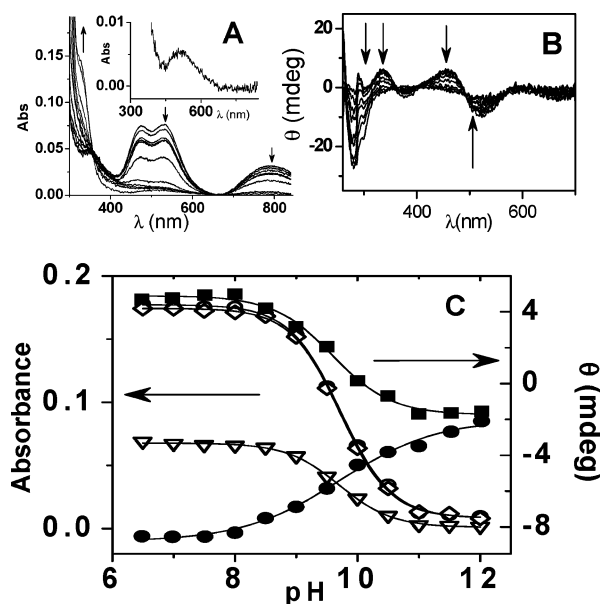 A
0.01
Abs
0.00
300
600
λ (nm)
0.15
0.10
0.05
0.00
Abs
400
600
800
λ (nm)
B
20
0
-20
θ (mdeg)
400
600
λ(nm)
C
0.2
0.1
0.0
Absorbance
4
0
-4
-8
θ (mdeg)
6
8
10
12
pH